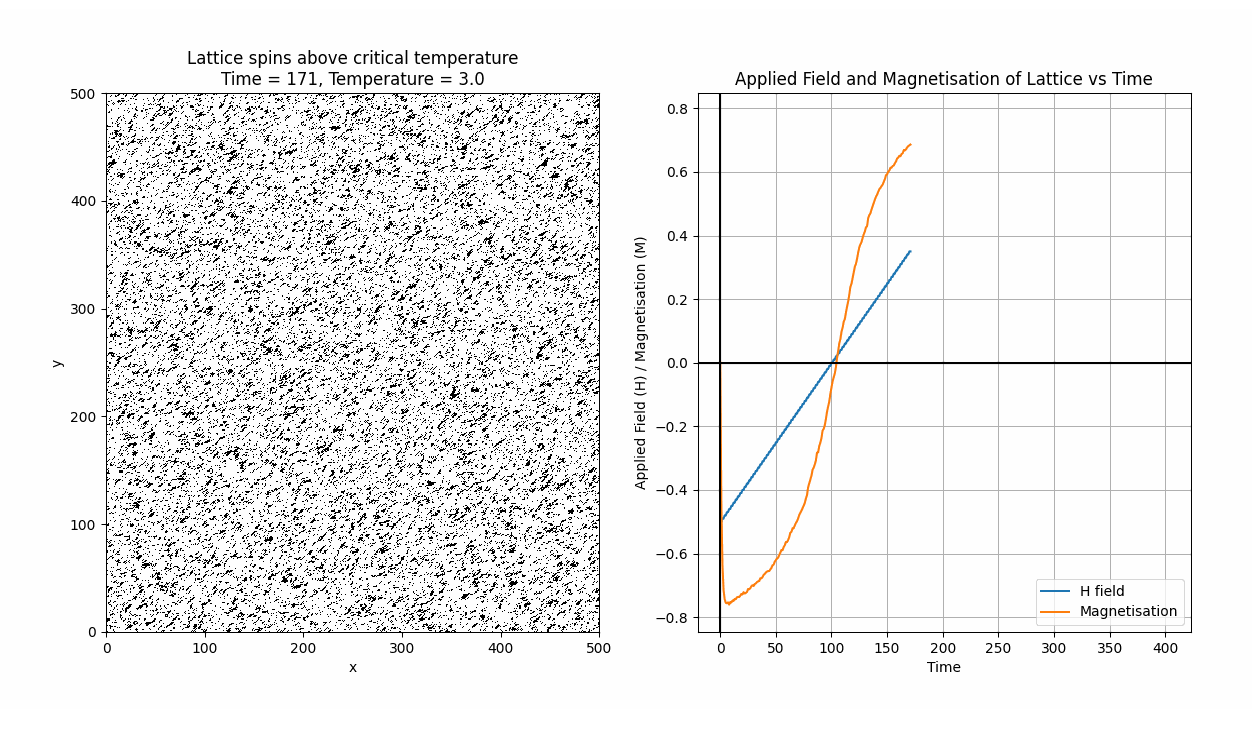 Lattice spins above critical temperature
Time = 171, Temperature = 3.0
500
400
300
200
100
0
y
0 100 200 300 400 500
x
Applied Field and Magnetisation of Lattice vs Time
0.8
0.6
0.4
0.2
0.0
−0.2
−0.4
−0.6
−0.8
Applied Field (H) / Magnetisation (M)
H field
Magnetisation
0 50 100 150 200 250 300 350 400
Time